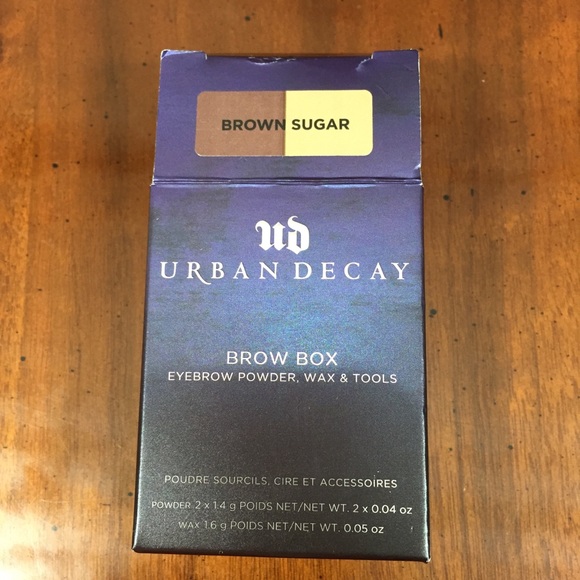 BROWN SUGAR
ud
URBAN DECAY
BROW BOX
EYEBROW POWDER, WAX & TOOLS
POUDRE SOURCILS, CIRE ET ACCESSOIRES
POWDER 2 x 1.4 g POIDS NET/NET WT. 2 x 0.04 oz
WAX 1.6 g POIDS NET/NET WT. 0.05 oz